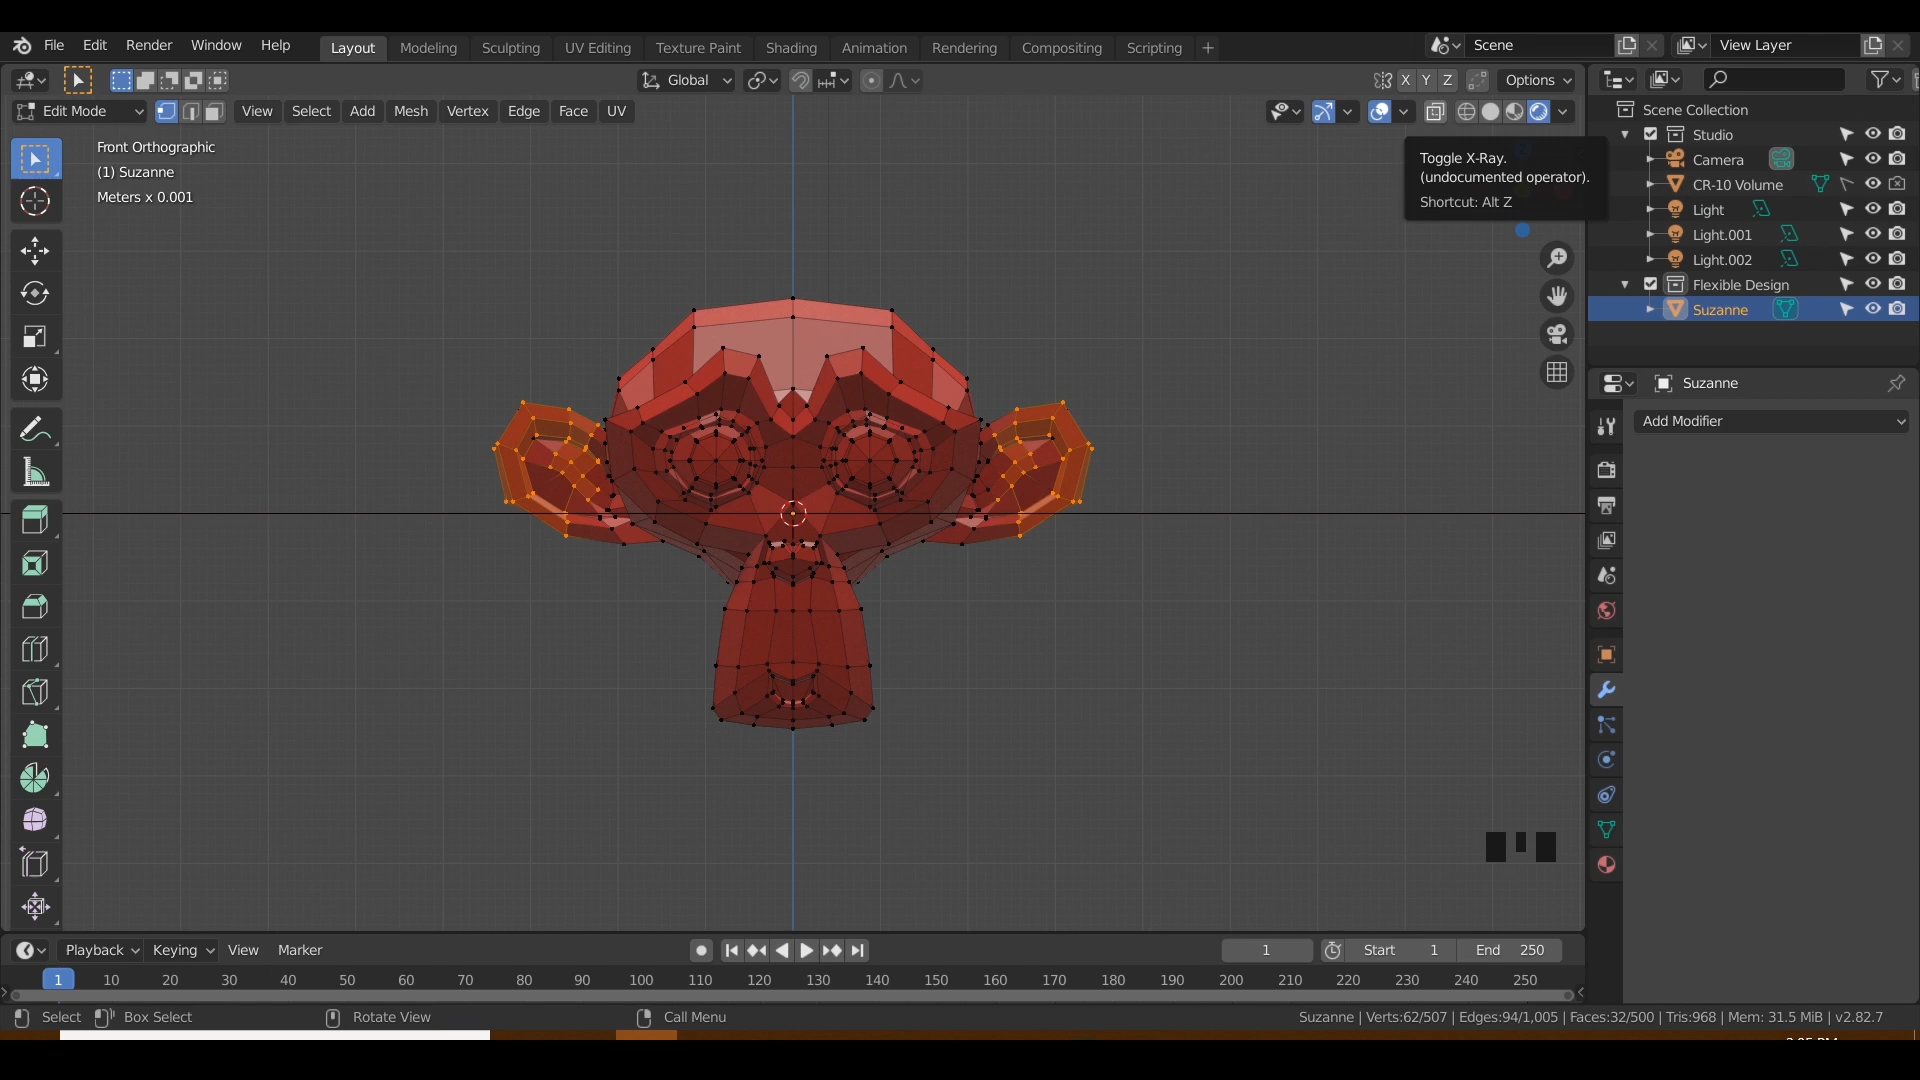 File Edit Render Window Help Layout Modeling Sculpting UV Editing Texture Paint Shading Animation Rendering Compositing Scripting + Scene View Layer
Global X Y Z Options
Edit Mode View Select Add Mesh Vertex Edge Face UV
Scene Collection
Studio
Camera
CR-10 Volume
Light
Light.001
Light.002
Flexible Design
Suzanne
Front Orthographic
(1) Suzanne
Meters x 0.001
Toggle X-Ray.
(undocumented operator).
Shortcut: Alt Z
Suzanne
Add Modifier
Playback Keying View Marker 1 Start 1 End 250
1 10 20 30 40 50 60 70 80 90 100 110 120 130 140 150 160 170 180 190 200 210 220 230 240 250
Select Box Select Rotate View Call Menu Suzanne | Verts:62/507 | Edges:94/1,005 | Faces:32/500 | Tris:968 | Mem: 31.5 MiB | v2.82.7